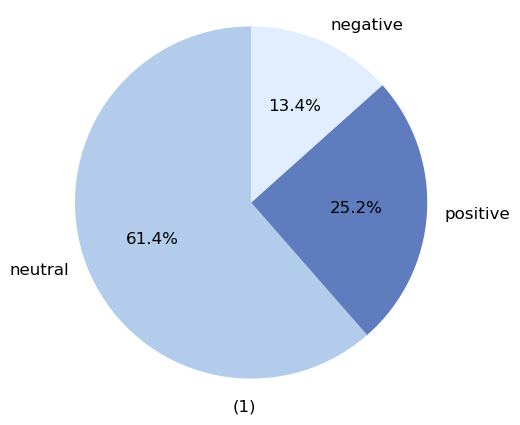 negative
13.4%
25.2%
positive
61.4%
neutral
(1)